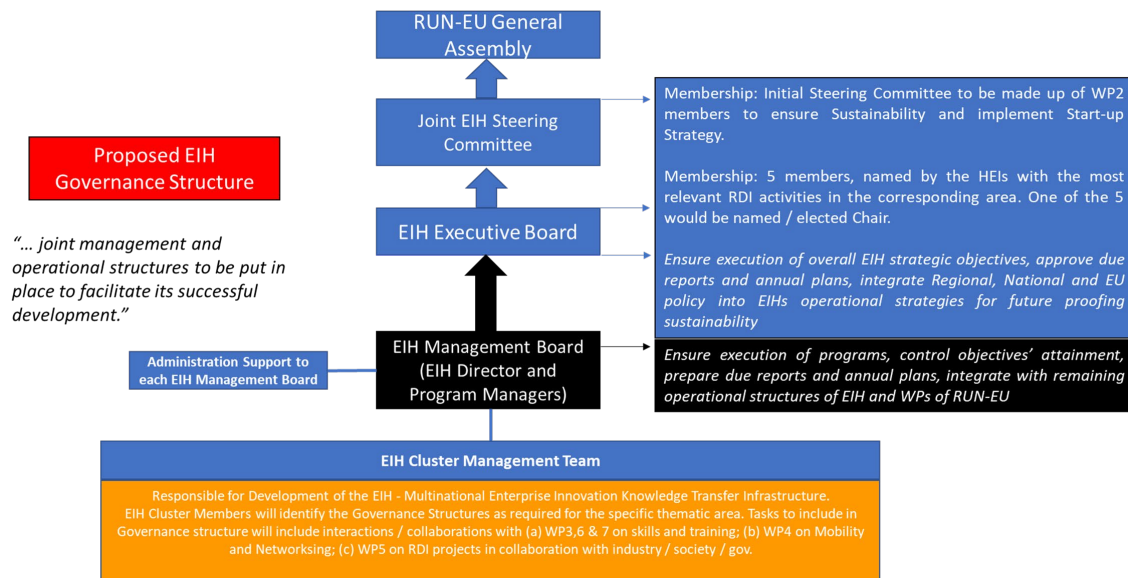 RUN-EU General
Assembly
Joint EIH Steering
Committee
Membership: Initial Steering Committee to be made up of WP2
members to ensure Sustainability and implement Start-up
Strategy.
Proposed EIH
Governance Structure
Membership: 5 members, named by the HEIs with the most
relevant RDI activities in the corresponding area. One of the 5
would be named / elected Chair.
EIH Executive Board
"... joint management and
operational structures to be put in
place to facilitate its successful
development."
Ensure execution of overall EIH strategic objectives, approve due
reports and annual plans, integrate Regional, National and EU
policy into EIHs operational strategies for future proofing
sustainability
Administration Support to
each EIH Management Board
EIH Management Board
(EIH Director and
Program Managers)
Ensure execution of programs, control objectives' attainment,
prepare due reports and annual plans, integrate with remaining
operational structures of EIH and WPs of RUN-EU
EIH Cluster Management Team
Responsible for Development of the EIH - Multinational Enterprise Innovation Knowledge Transfer Infrastructure.
EIH Cluster Members will identify the Governance Structures as required for the specific thematic area. Tasks to include in
Governance structure will include interactions / collaborations with (a) WP3,6 & 7 on skills and training; (b) WP4 on Mobility
and Networksing; (c) WP5 on RDI projects in collaboration with industry / society / gov.